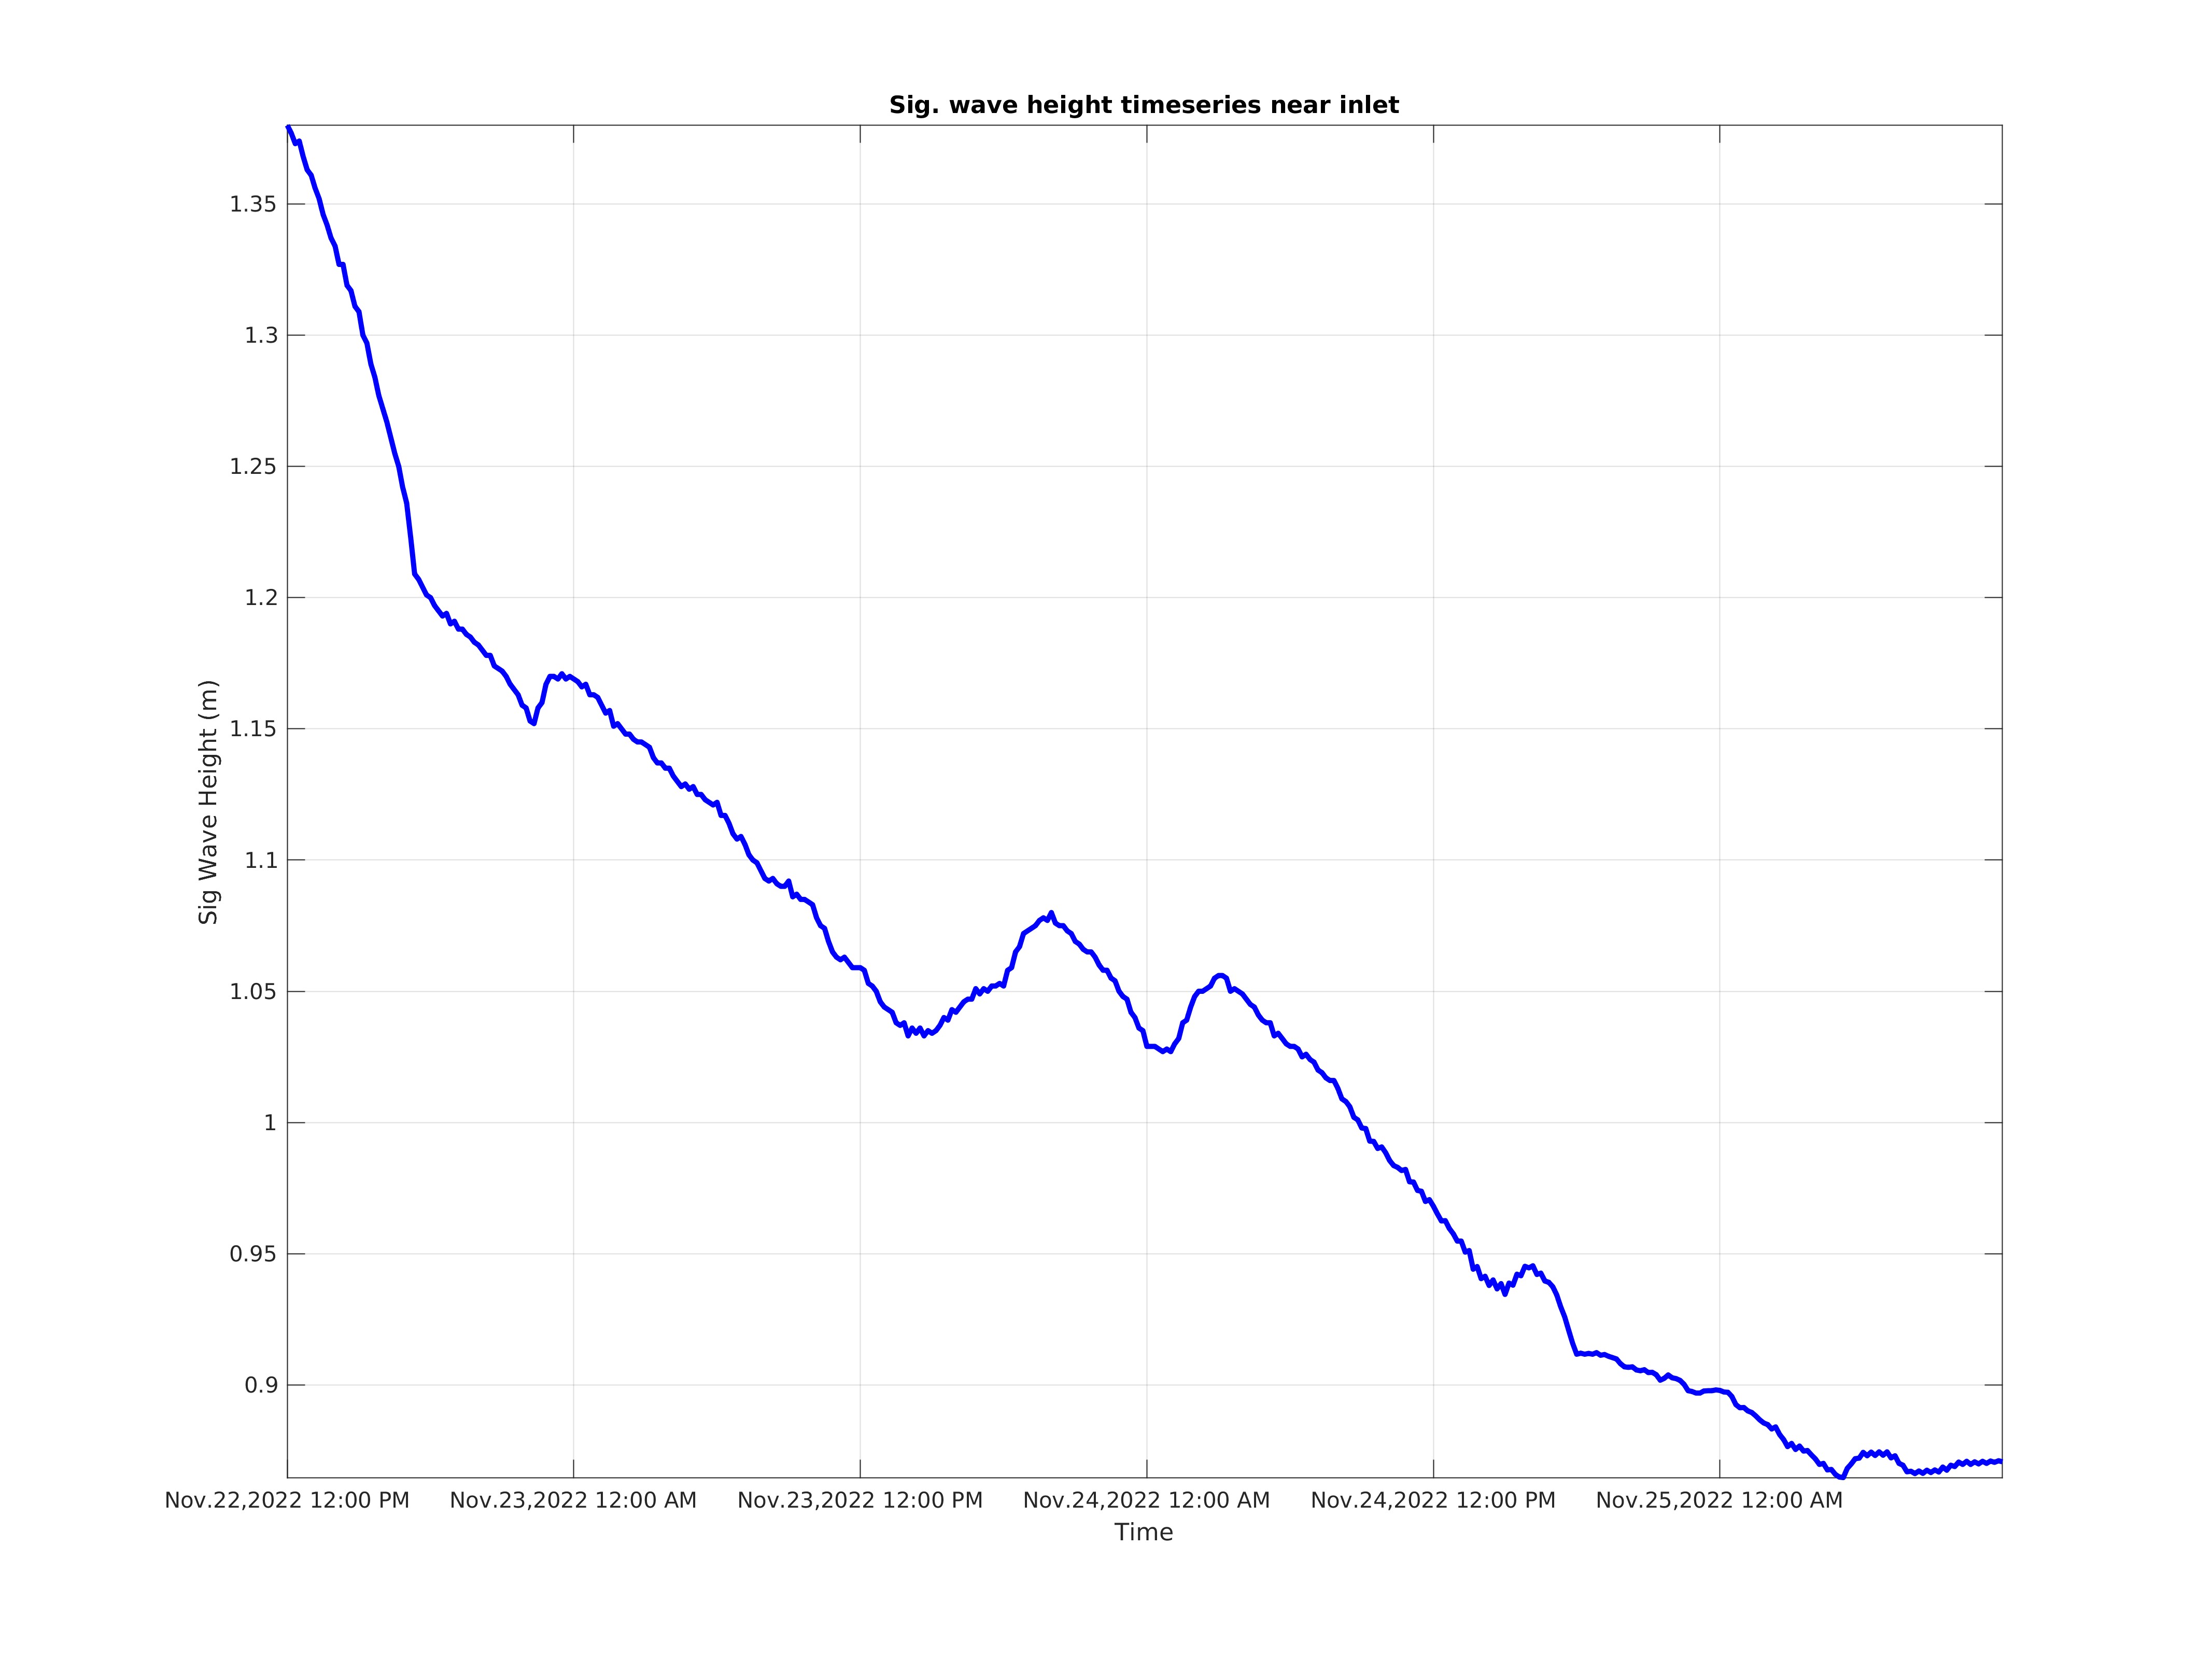 Sig. wave height timeseries near inlet
Sig Wave Height (m)
1.35
1.3
1.25
1.2
1.15
1.1
1.05
1
0.95
0.9
Nov.22,2022 12:00 PM
Nov.23,2022 12:00 AM
Nov.23,2022 12:00 PM
Nov.24,2022 12:00 AM
Nov.24,2022 12:00 PM
Nov.25,2022 12:00 AM
Time